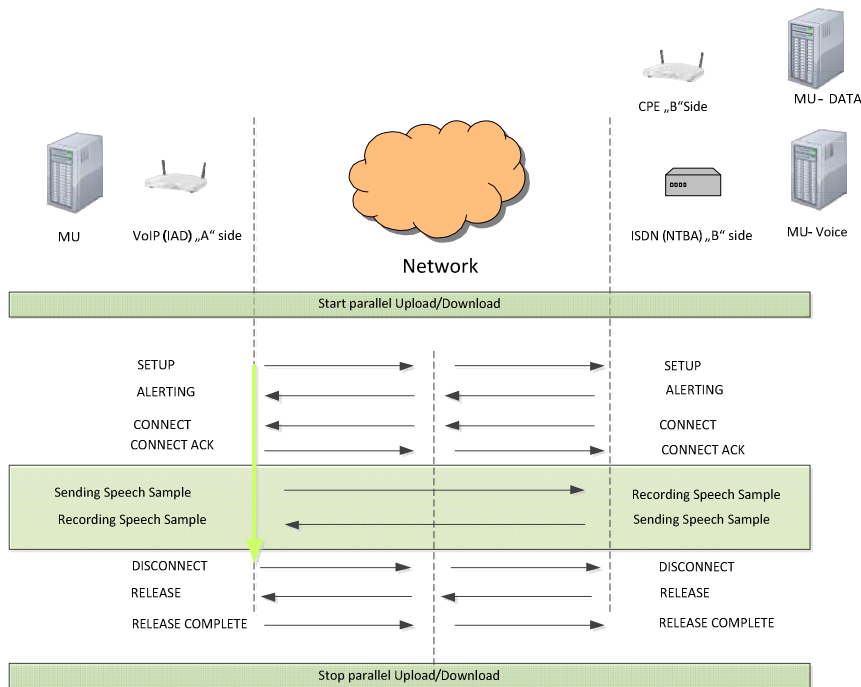 CPE „B“Side
MU - DATA
MU
VoIP (IAD) „A“ side
ISDN (NTBA) „B“ side
MU- Voice
Network
Start parallel Upload/Download
SETUP
SETUP
ALERTING
ALERTING
CONNECT
CONNECT
CONNECT ACK
CONNECT ACK
Sending Speech Sample
Recording Speech Sample
Recording Speech Sample
Sending Speech Sample
DISCONNECT
DISCONNECT
RELEASE
RELEASE
RELEASE COMPLETE
RELEASE COMPLETE
Stop parallel Upload/Download